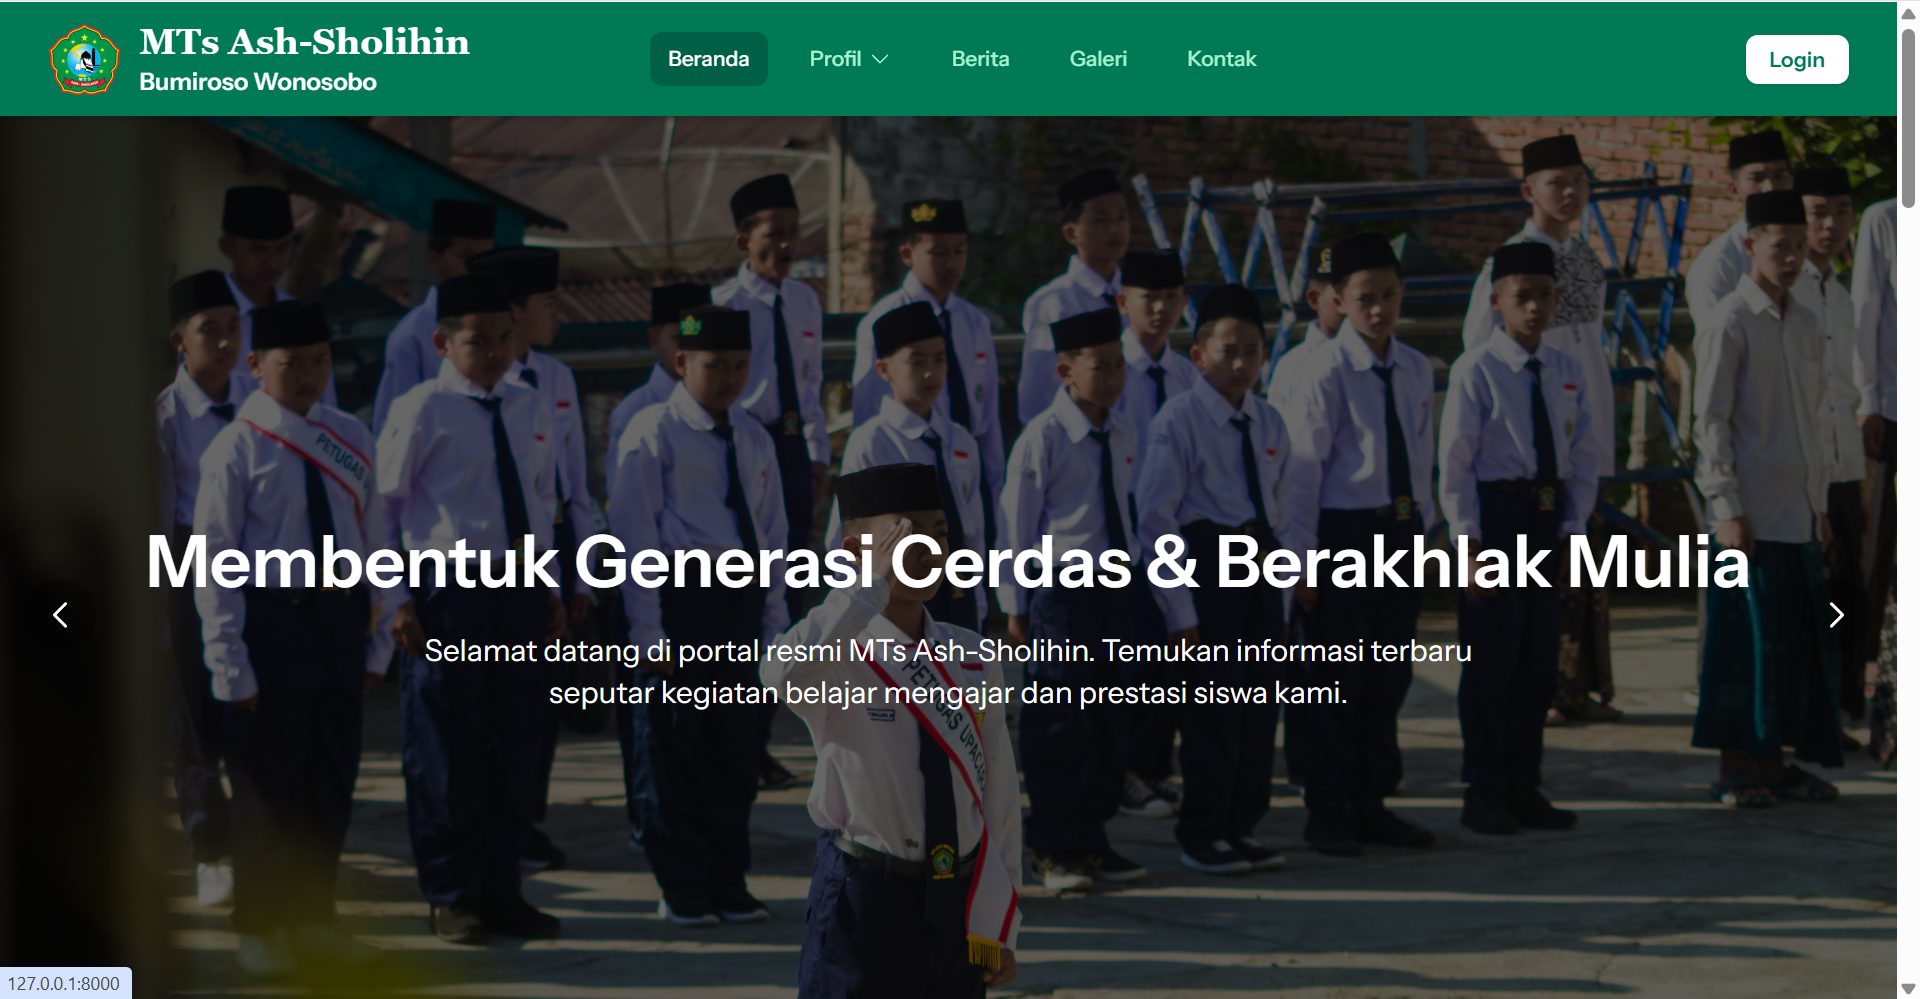 MTs Ash-Sholihin
Bumiroso Wonosobo
Beranda
Profil
Berita
Galeri
Kontak
Login
PETUGAS
Membentuk Generasi Cerdas & Berakhlak Mulia
Selamat datang di portal resmi MTs Ash-Sholihin. Temukan informasi terbaru
seputar kegiatan belajar mengajar dan prestasi siswa kami.
PETUGAS UPACARA
127.0.0.1:8000